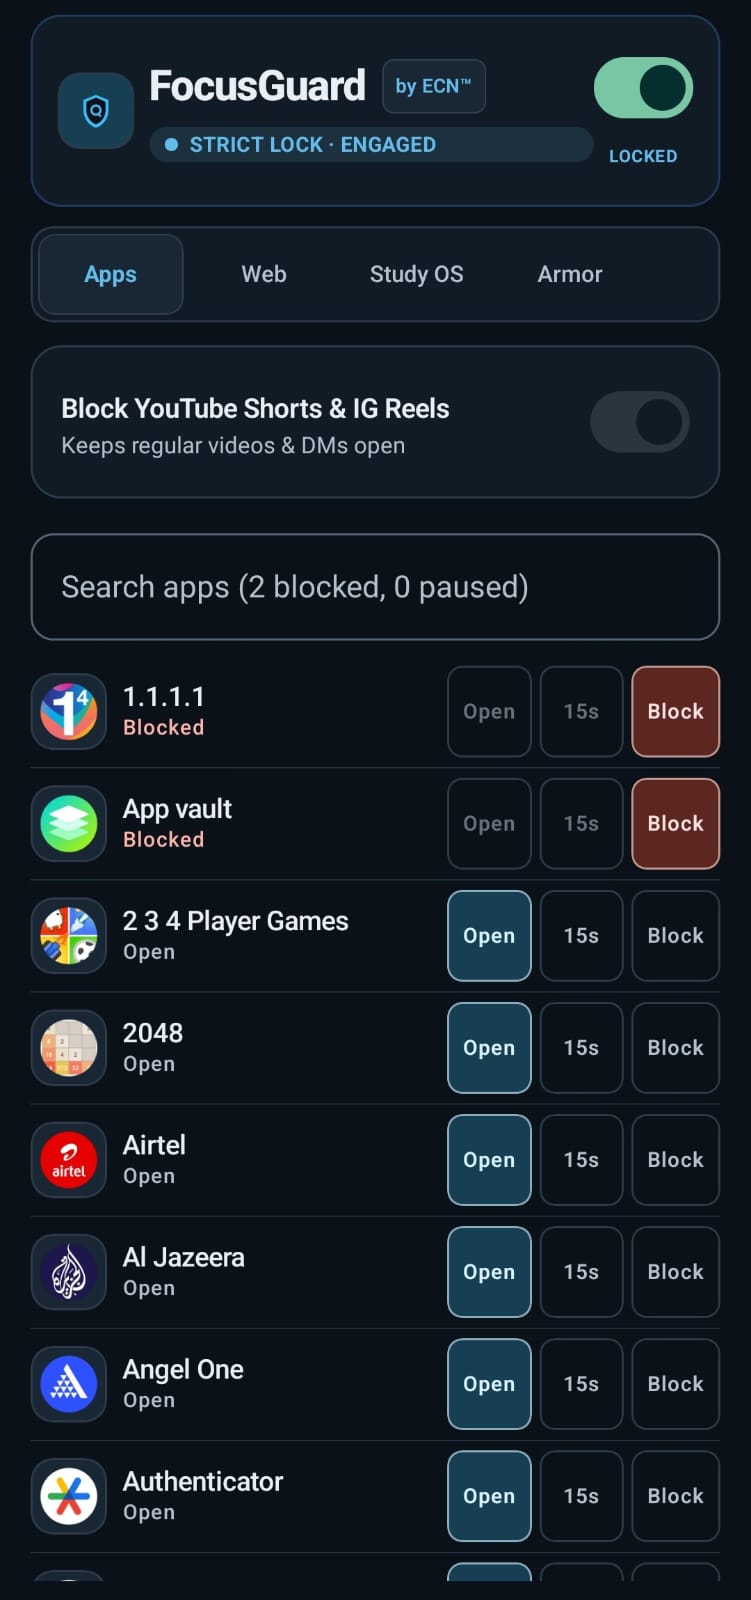 FocusGuard
by ECN™
STRICT LOCK · ENGAGED
LOCKED
Apps
Web
Study OS
Armor
Block YouTube Shorts & IG Reels
Keeps regular videos & DMs open
Search apps (2 blocked, 0 paused)
1.1.1.1
Blocked
Open
15s
Block
App vault
Blocked
Open
15s
Block
2 3 4 Player Games
Open
Open
15s
Block
2048
Open
Open
15s
Block
airtel
Airtel
Open
Open
15s
Block
Al Jazeera
Open
Open
15s
Block
Angel One
Open
Open
15s
Block
Authenticator
Open
Open
15s
Block